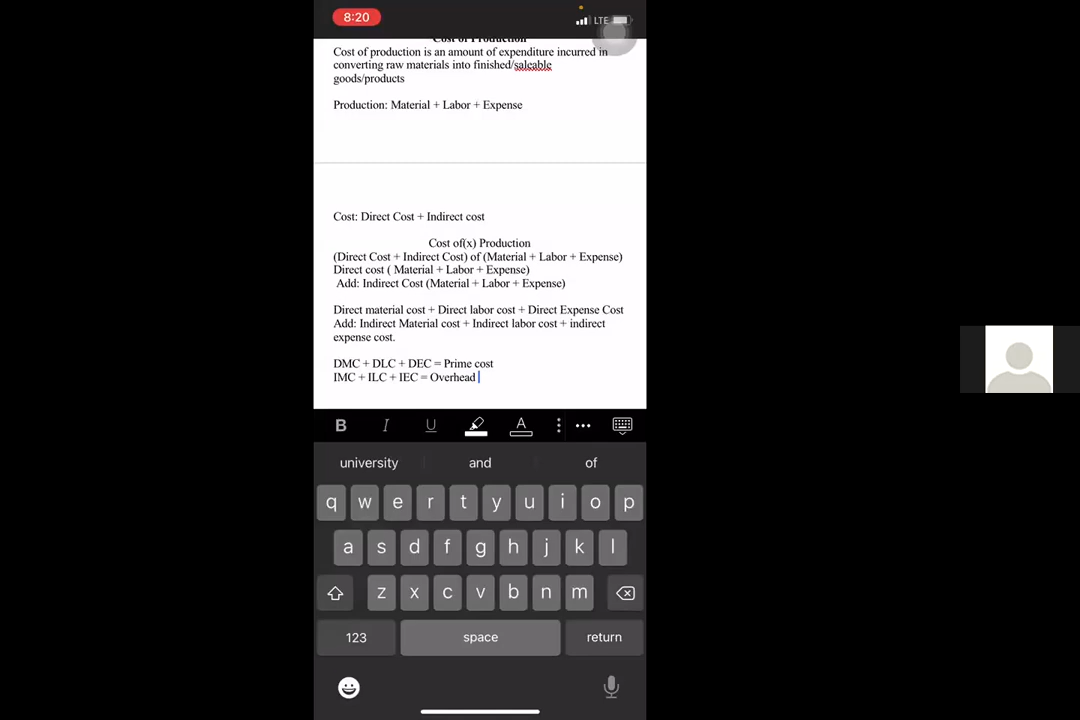 8:20
LTE
Cost of Production
Cost of production is an amount of expenditure incurred in
converting raw materials into finished/saleable
goods/products
Production: Material + Labor + Expense
Cost: Direct Cost + Indirect cost
Cost of(x) Production
(Direct Cost + Indirect Cost) of (Material + Labor + Expense)
Direct cost ( Material + Labor + Expense)
Add: Indirect Cost (Material + Labor + Expense)
Direct material cost + Direct labor cost + Direct Expense Cost
Add: Indirect Material cost + Indirect labor cost + indirect
expense cost.
DMC + DLC + DEC = Prime cost
IMC + ILC + IEC = Overhead
B I U A
university and of
q w e r t y u i o p
a s d f g h j k l
z x c v b n m
123 space return